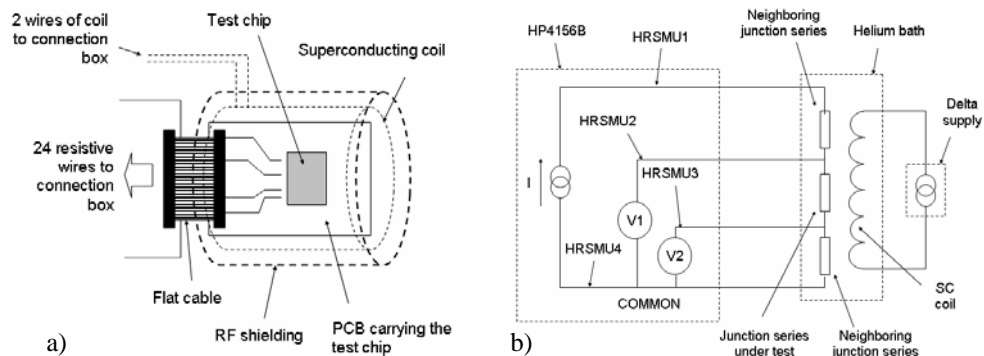 2 wires of coil
to connection
box
Test chip
Superconducting coil
24 resistive
wires to
connection
box
Flat cable
RF shielding
PCB carrying the
test chip
a)
HP4156B
HRSMU1
Neighboring
junction series
Helium bath
Delta
supply
HRSMU2
HRSMU3
I
V1
V2
HRSMU4
COMMON
SC
coil
Junction series
under test
Neighboring
junction series
b)